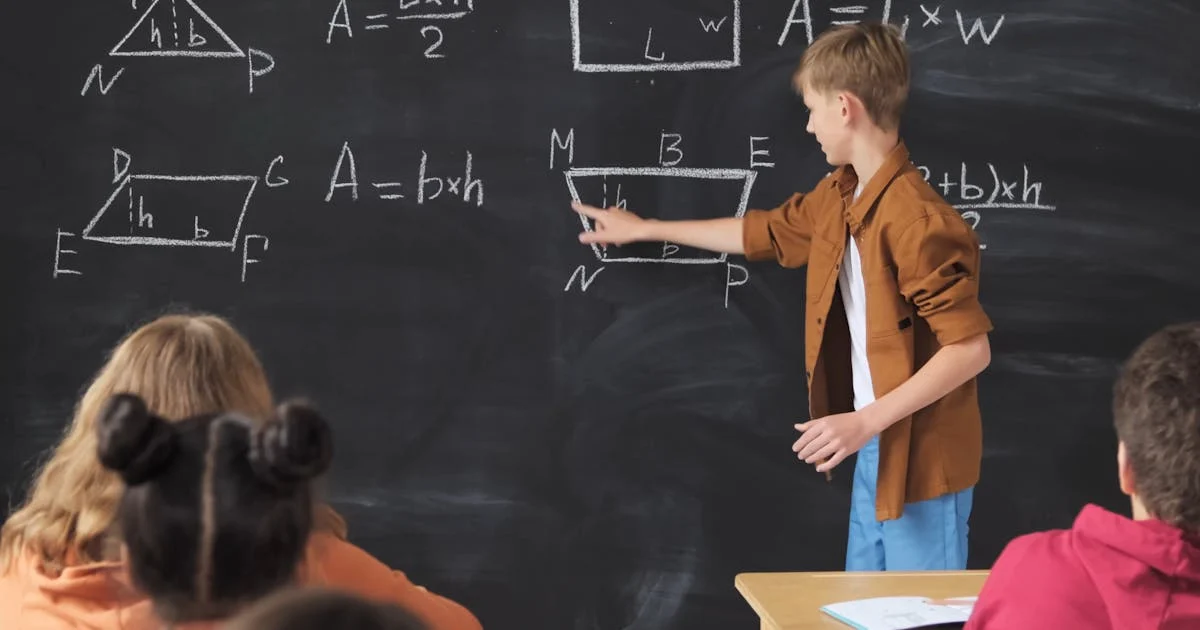 h b
N P
A =
2
L w
A = L × w
D G
h b
E F
A = b×h
M B E
h
b
N P
+b)×h
2